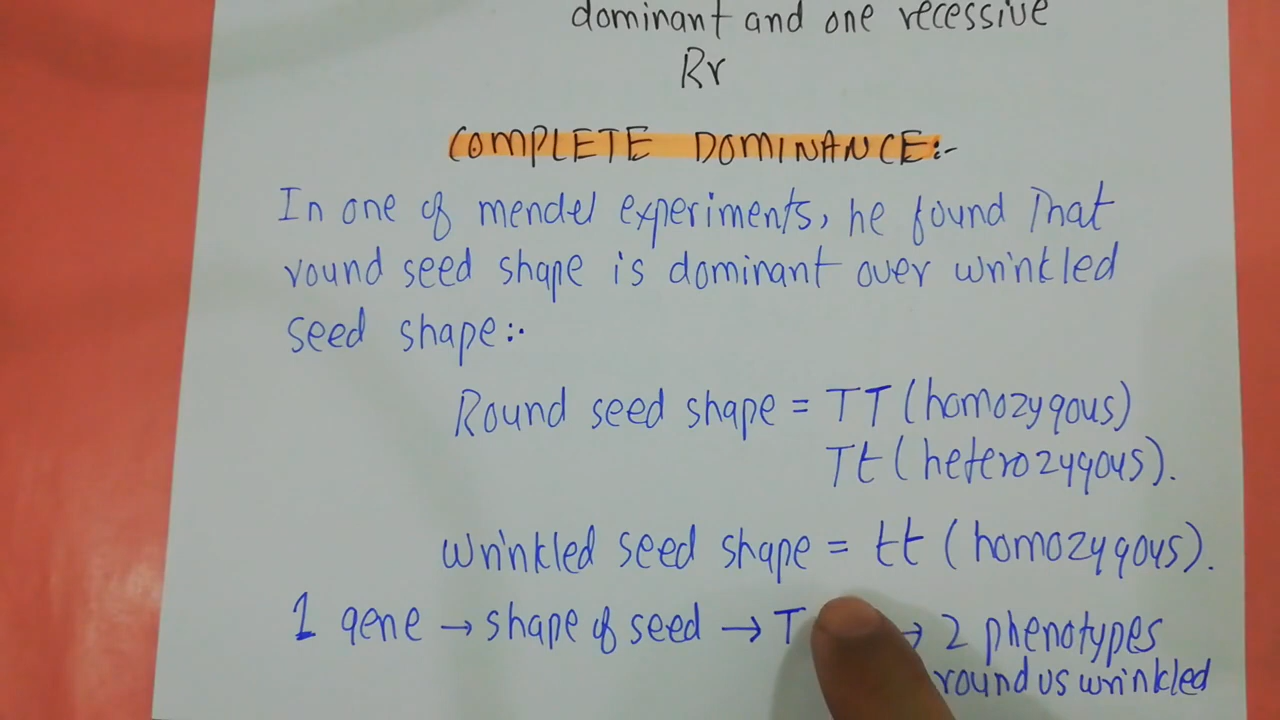 dominant and one recessive
Rr
COMPLETE DOMINANCE:-
In one of mendel experiments, he found That
round seed shape is dominant over wrinkled
seed shape:-
Round seed shape = TT (homozygous)
Tt (heterozygous).
Wrinkled seed shape = tt (homozygous).
1 gene → shape of seed → T → 2 phenotypes
round vs wrinkled